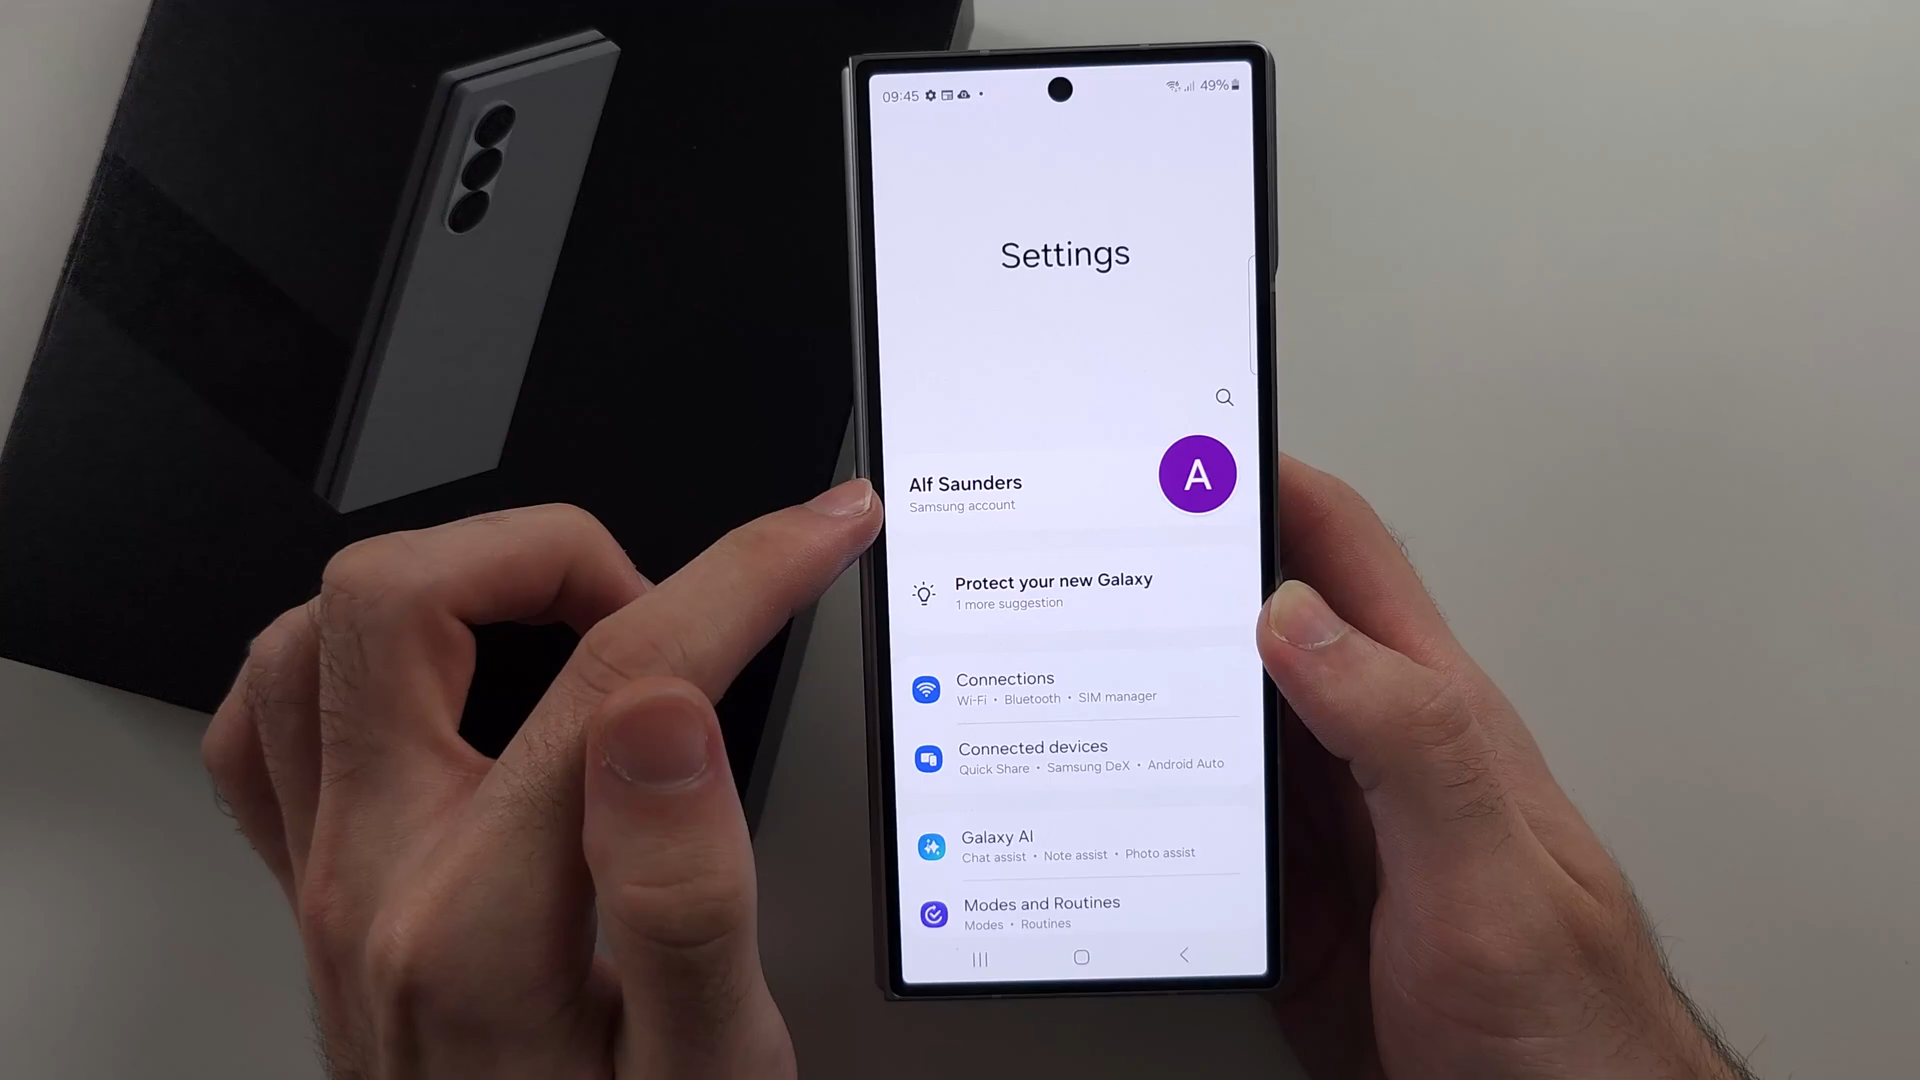 09:45
49%
Settings
Alf Saunders
Samsung account
A
Protect your new Galaxy
1 more suggestion
Connections
Wi-Fi • Bluetooth • SIM manager
Connected devices
Quick Share • Samsung DeX • Android Auto
Galaxy AI
Chat assist • Note assist • Photo assist
Modes and Routines
Modes • Routines